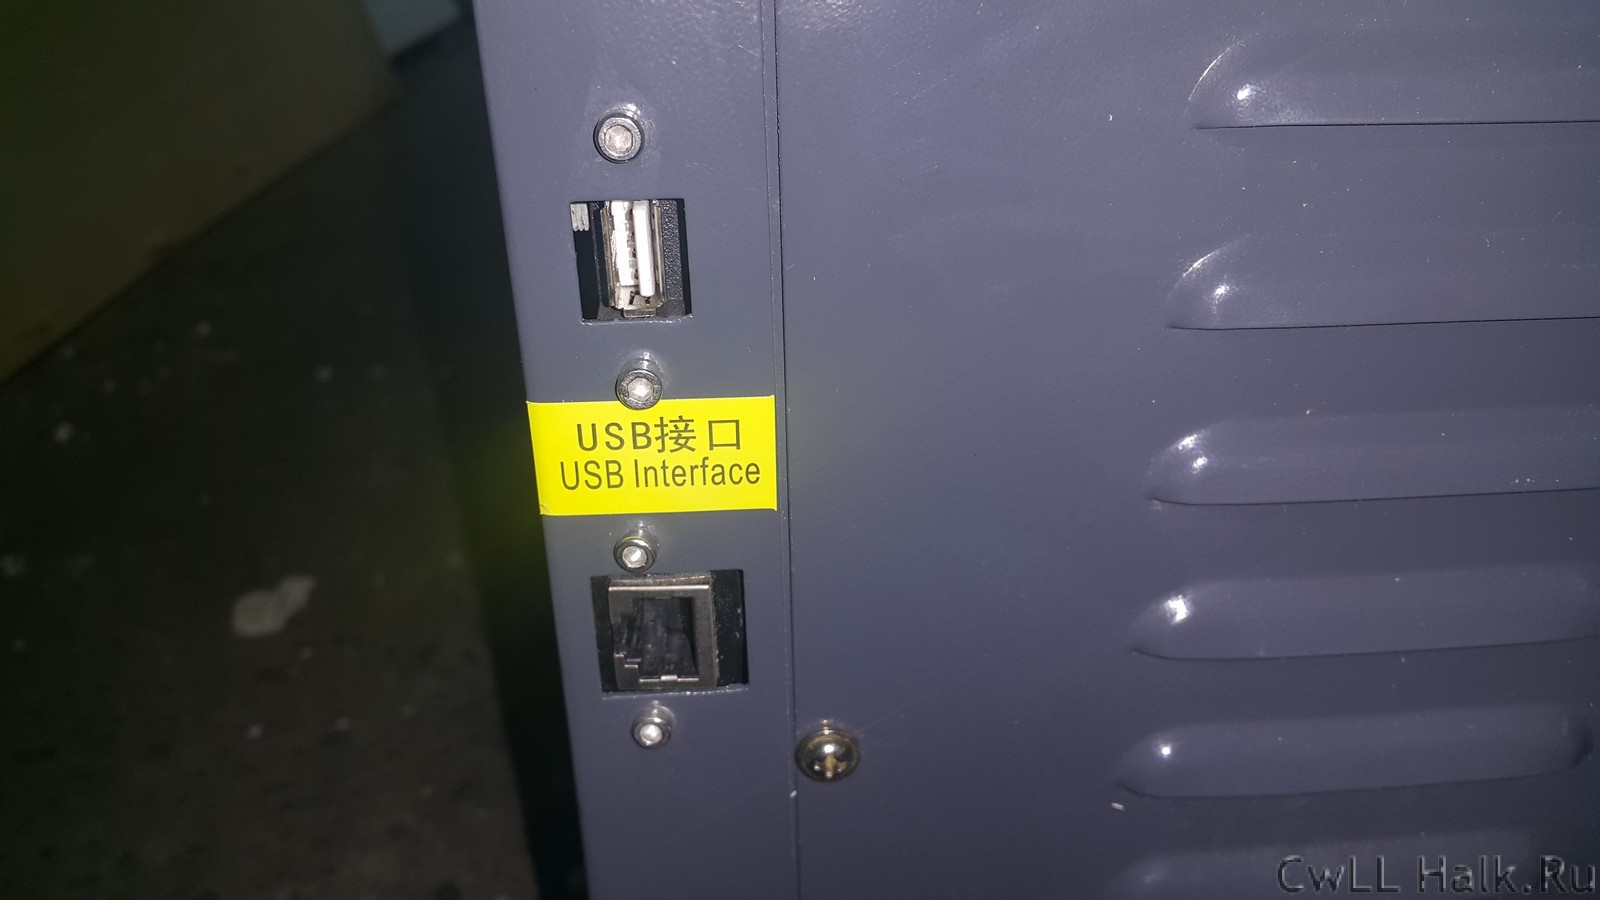 USB接口
USB Interface
CwLL Halk.Ru